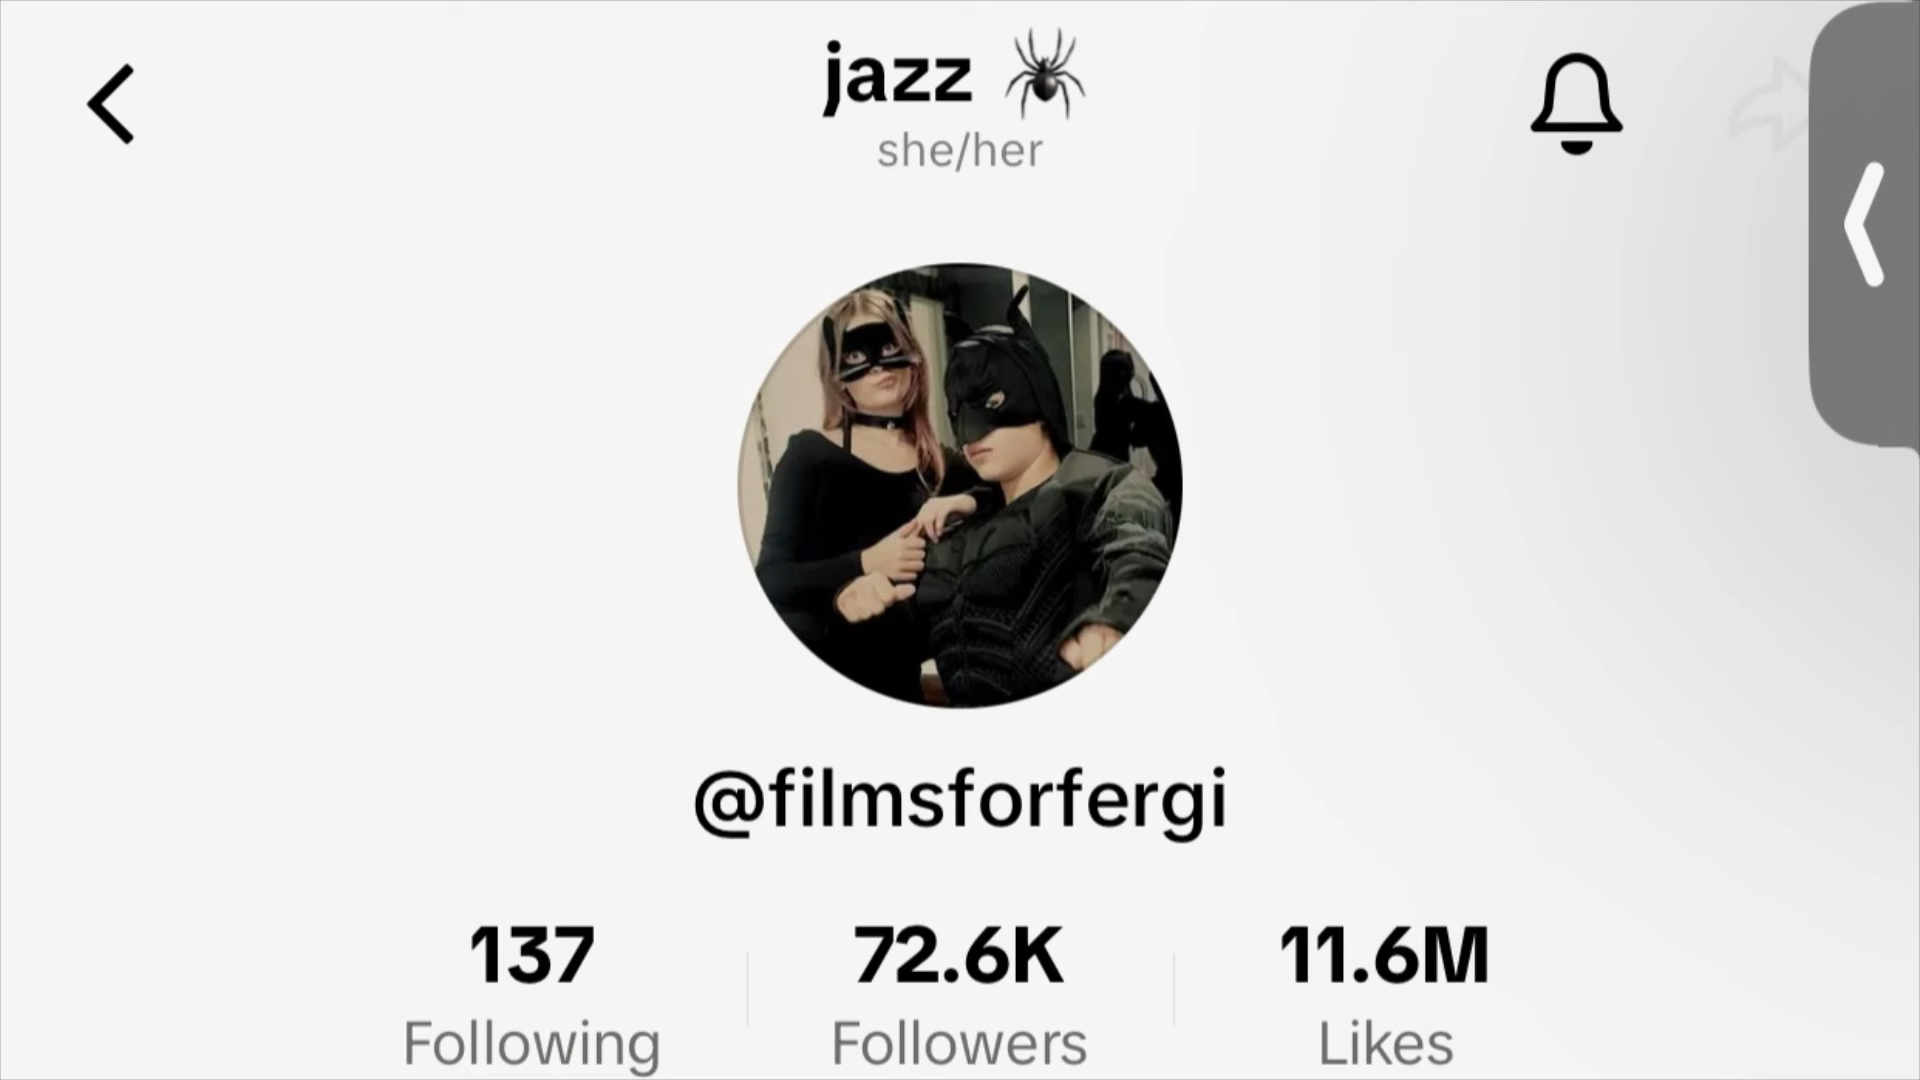 jazz 🕷️
she/her
@filmsforfergi
137 72.6K 11.6M
Following Followers Likes